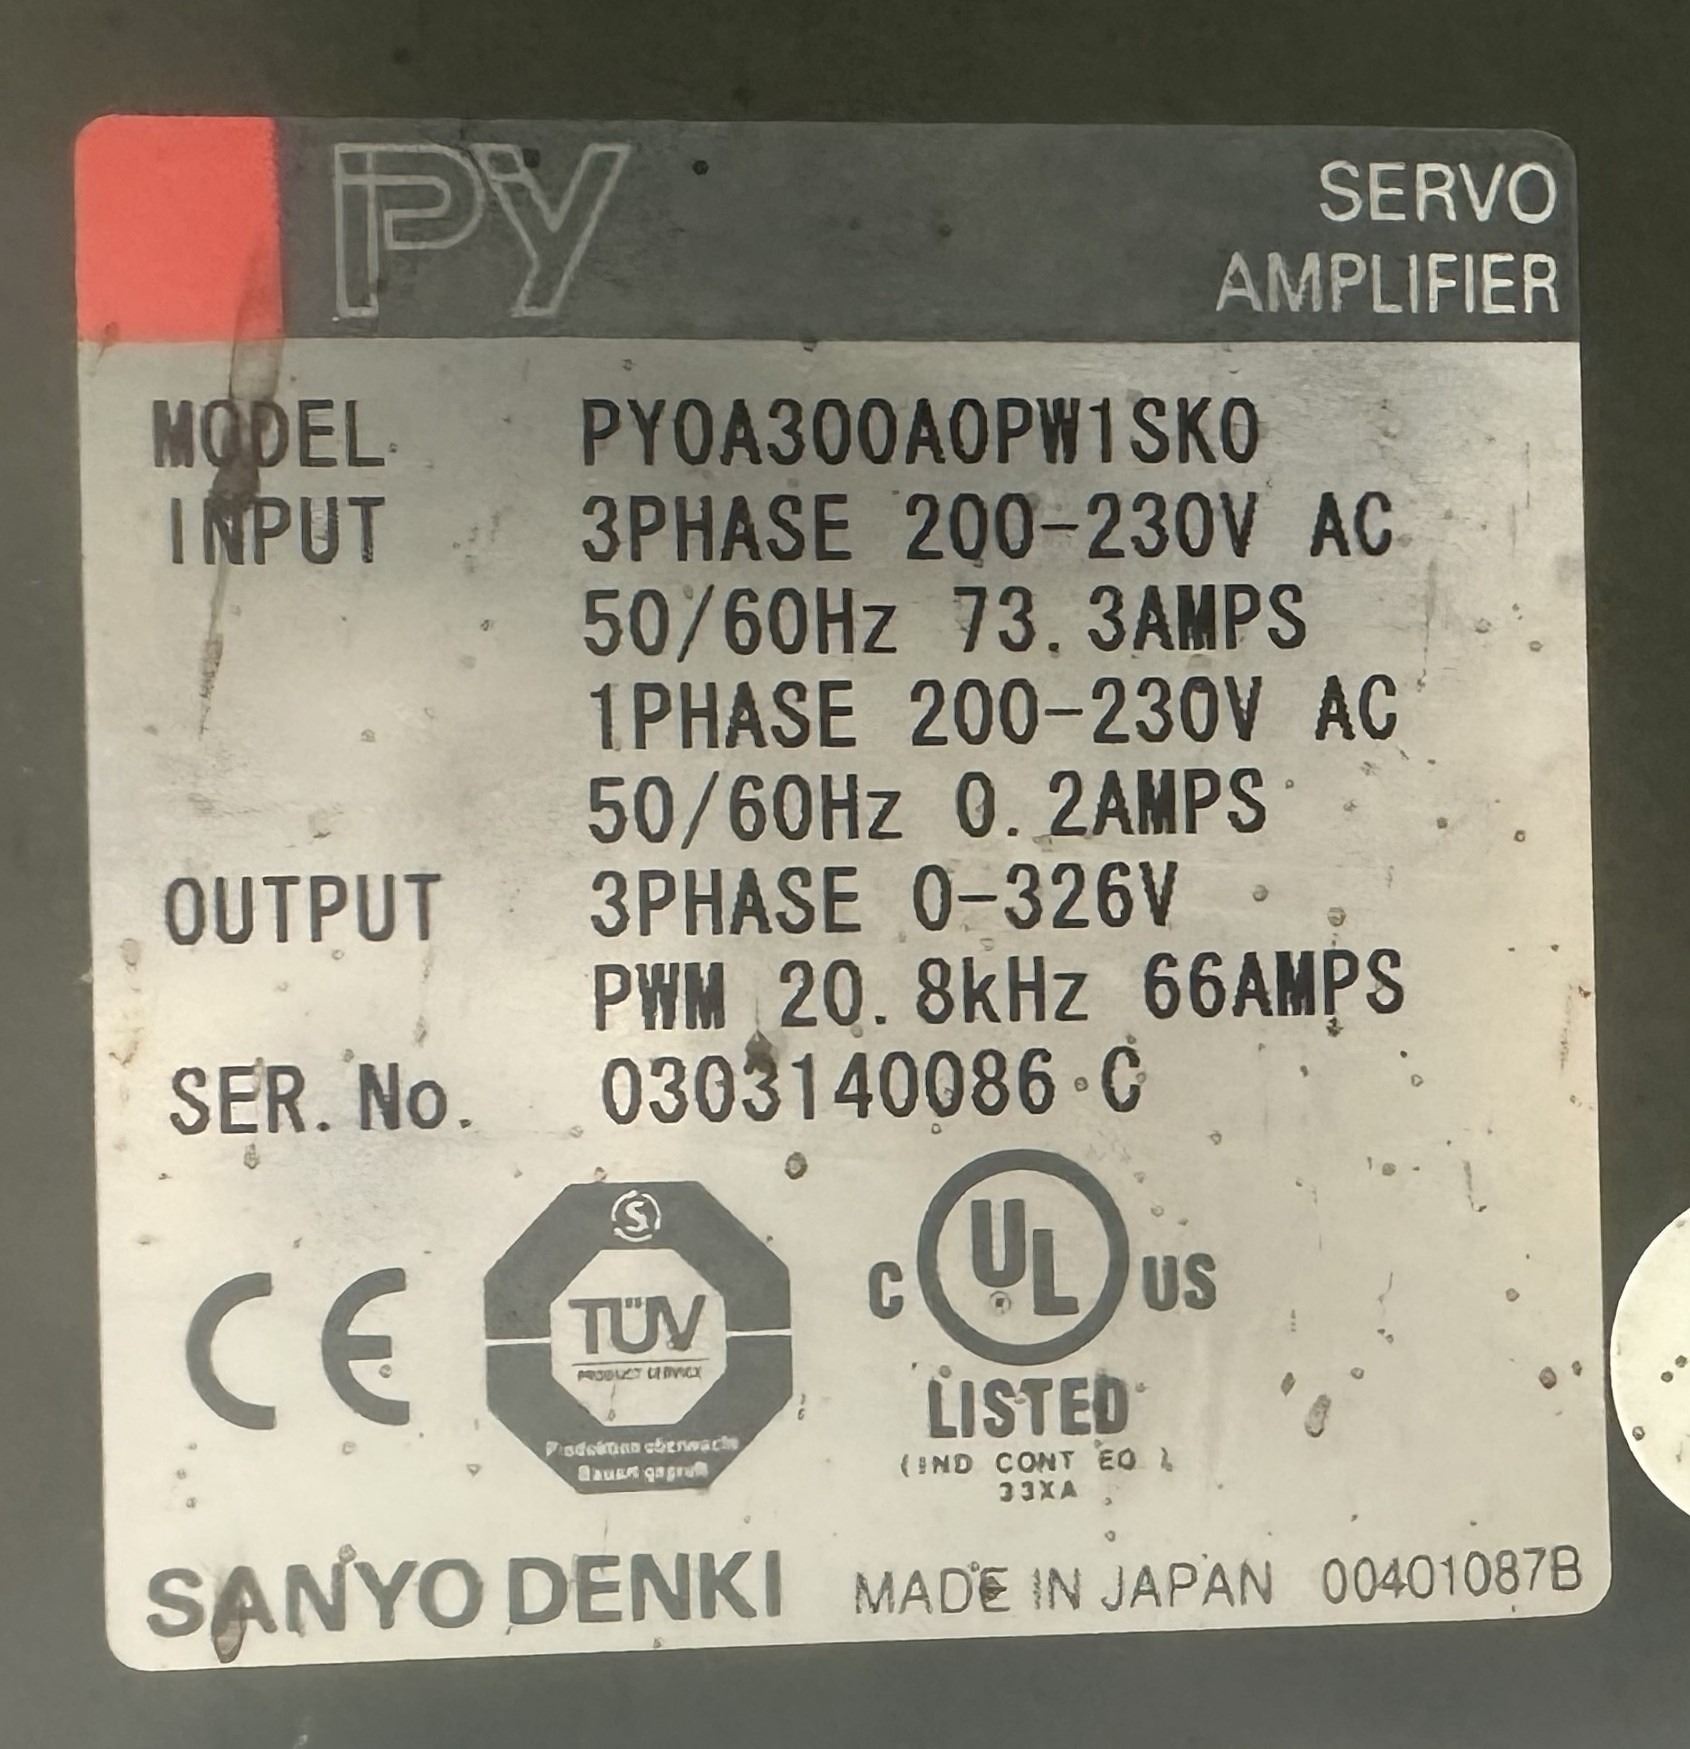 PY
SERVO
AMPLIFIER
MODEL PY0A300A0PW1SK0
INPUT 3PHASE 200-230V AC
50/60Hz 73.3AMPS
1PHASE 200-230V AC
50/60Hz 0.2AMPS
OUTPUT 3PHASE 0-326V
PWM 20.8kHz 66AMPS
SER.No. 0303140086 C
S
CE
TÜV
PRODUCT SERVICE
C UL US
®
LISTED
(IND CONT EQ)
33XA
SANYO DENKI MADE IN JAPAN 00401087B